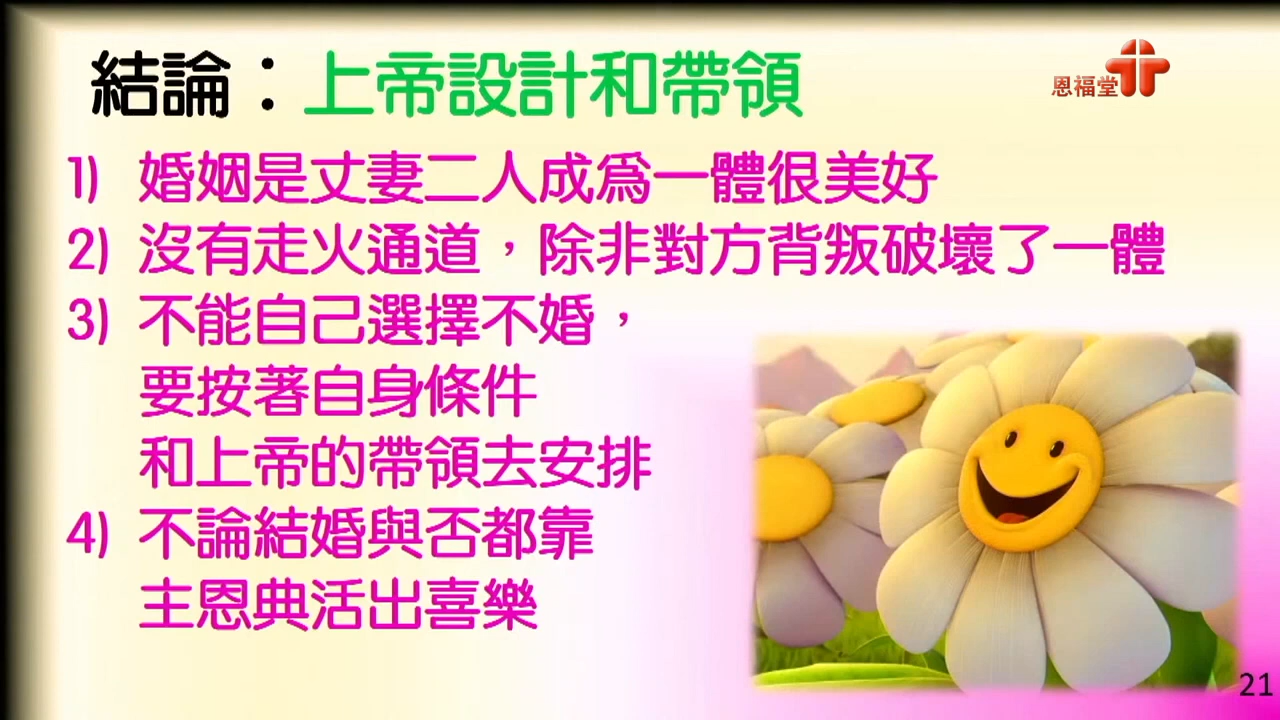 結論：上帝設計和帶領
恩福堂
1) 婚姻是丈妻二人成爲一體很美好
2) 沒有走火通道，除非對方背叛破壞了一體
3) 不能自己選擇不婚，
要按著自身條件
和上帝的帶領去安排
4) 不論結婚與否都靠
主恩典活出喜樂
21